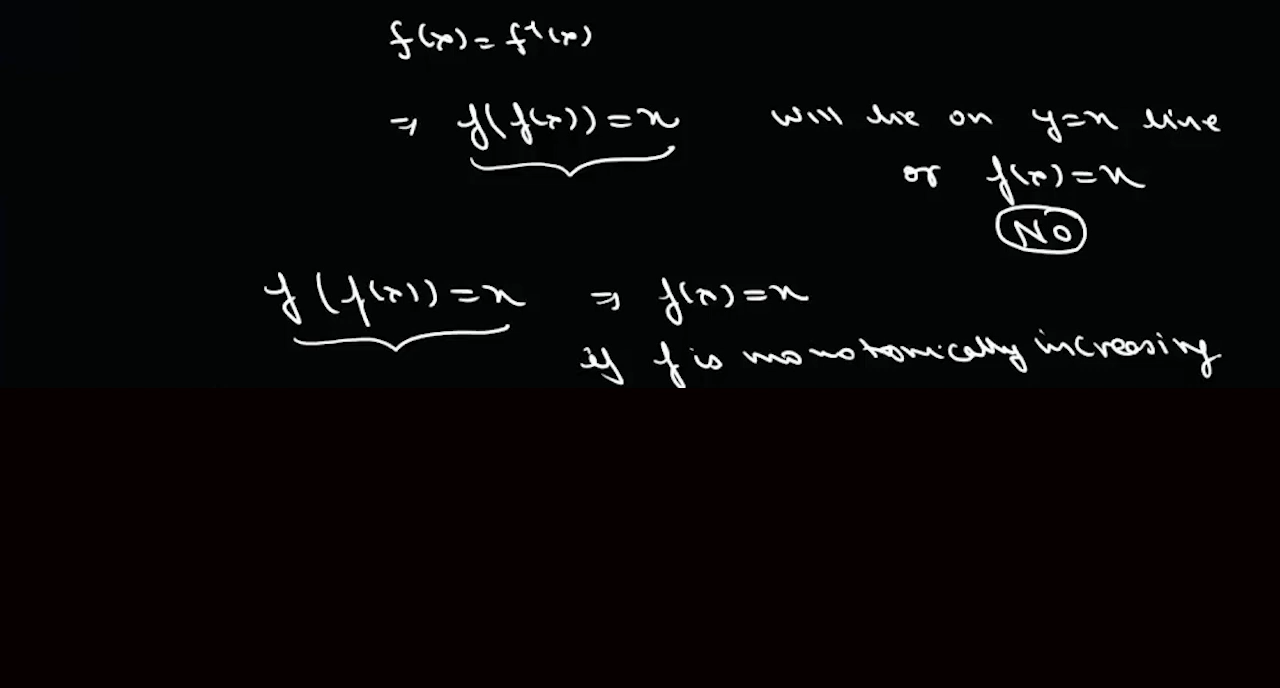 f(x) = f⁻¹(x)
⇒ f(f(x)) = x will lie on y=x line
or f(x) = x
NO
f(f(x)) = x ⇒ f(x) = x
if f is monotonically increasing